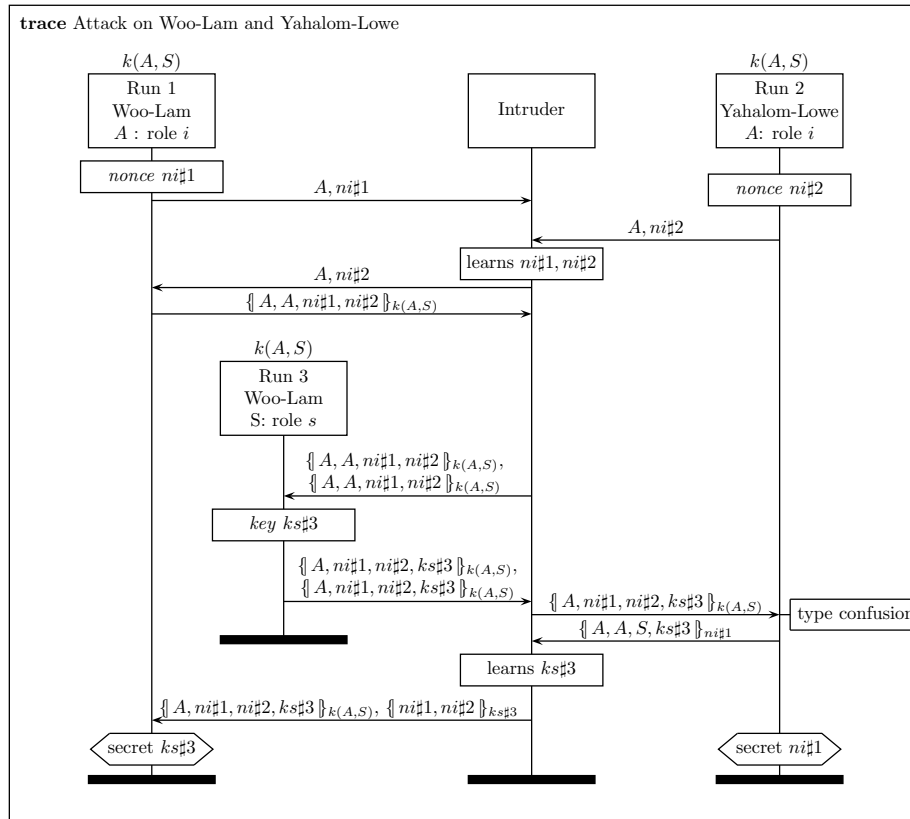 trace Attack on Woo-Lam and Yahalom-Lowe
k(A, S)
Run 1
Woo-Lam
A : role i
Intruder
k(A, S)
Run 2
Yahalom-Lowe
A: role i
nonce ni♯1
nonce ni♯2
A, ni♯1
A, ni♯2
learns ni♯1, ni♯2
A, ni♯2
{| A, A, ni♯1, ni♯2 |}k(A,S)
k(A, S)
Run 3
Woo-Lam
S: role s
{| A, A, ni♯1, ni♯2 |}k(A,S),
{| A, A, ni♯1, ni♯2 |}k(A,S)
key ks♯3
{| A, ni♯1, ni♯2, ks♯3 |}k(A,S),
{| A, ni♯1, ni♯2, ks♯3 |}k(A,S)
{| A, ni♯1, ni♯2, ks♯3 |}k(A,S)
type confusion
{| A, A, S, ks♯3 |}ni♯1
learns ks♯3
{| A, ni♯1, ni♯2, ks♯3 |}k(A,S), {| ni♯1, ni♯2 |}ks♯3
secret ks♯3
secret ni♯1